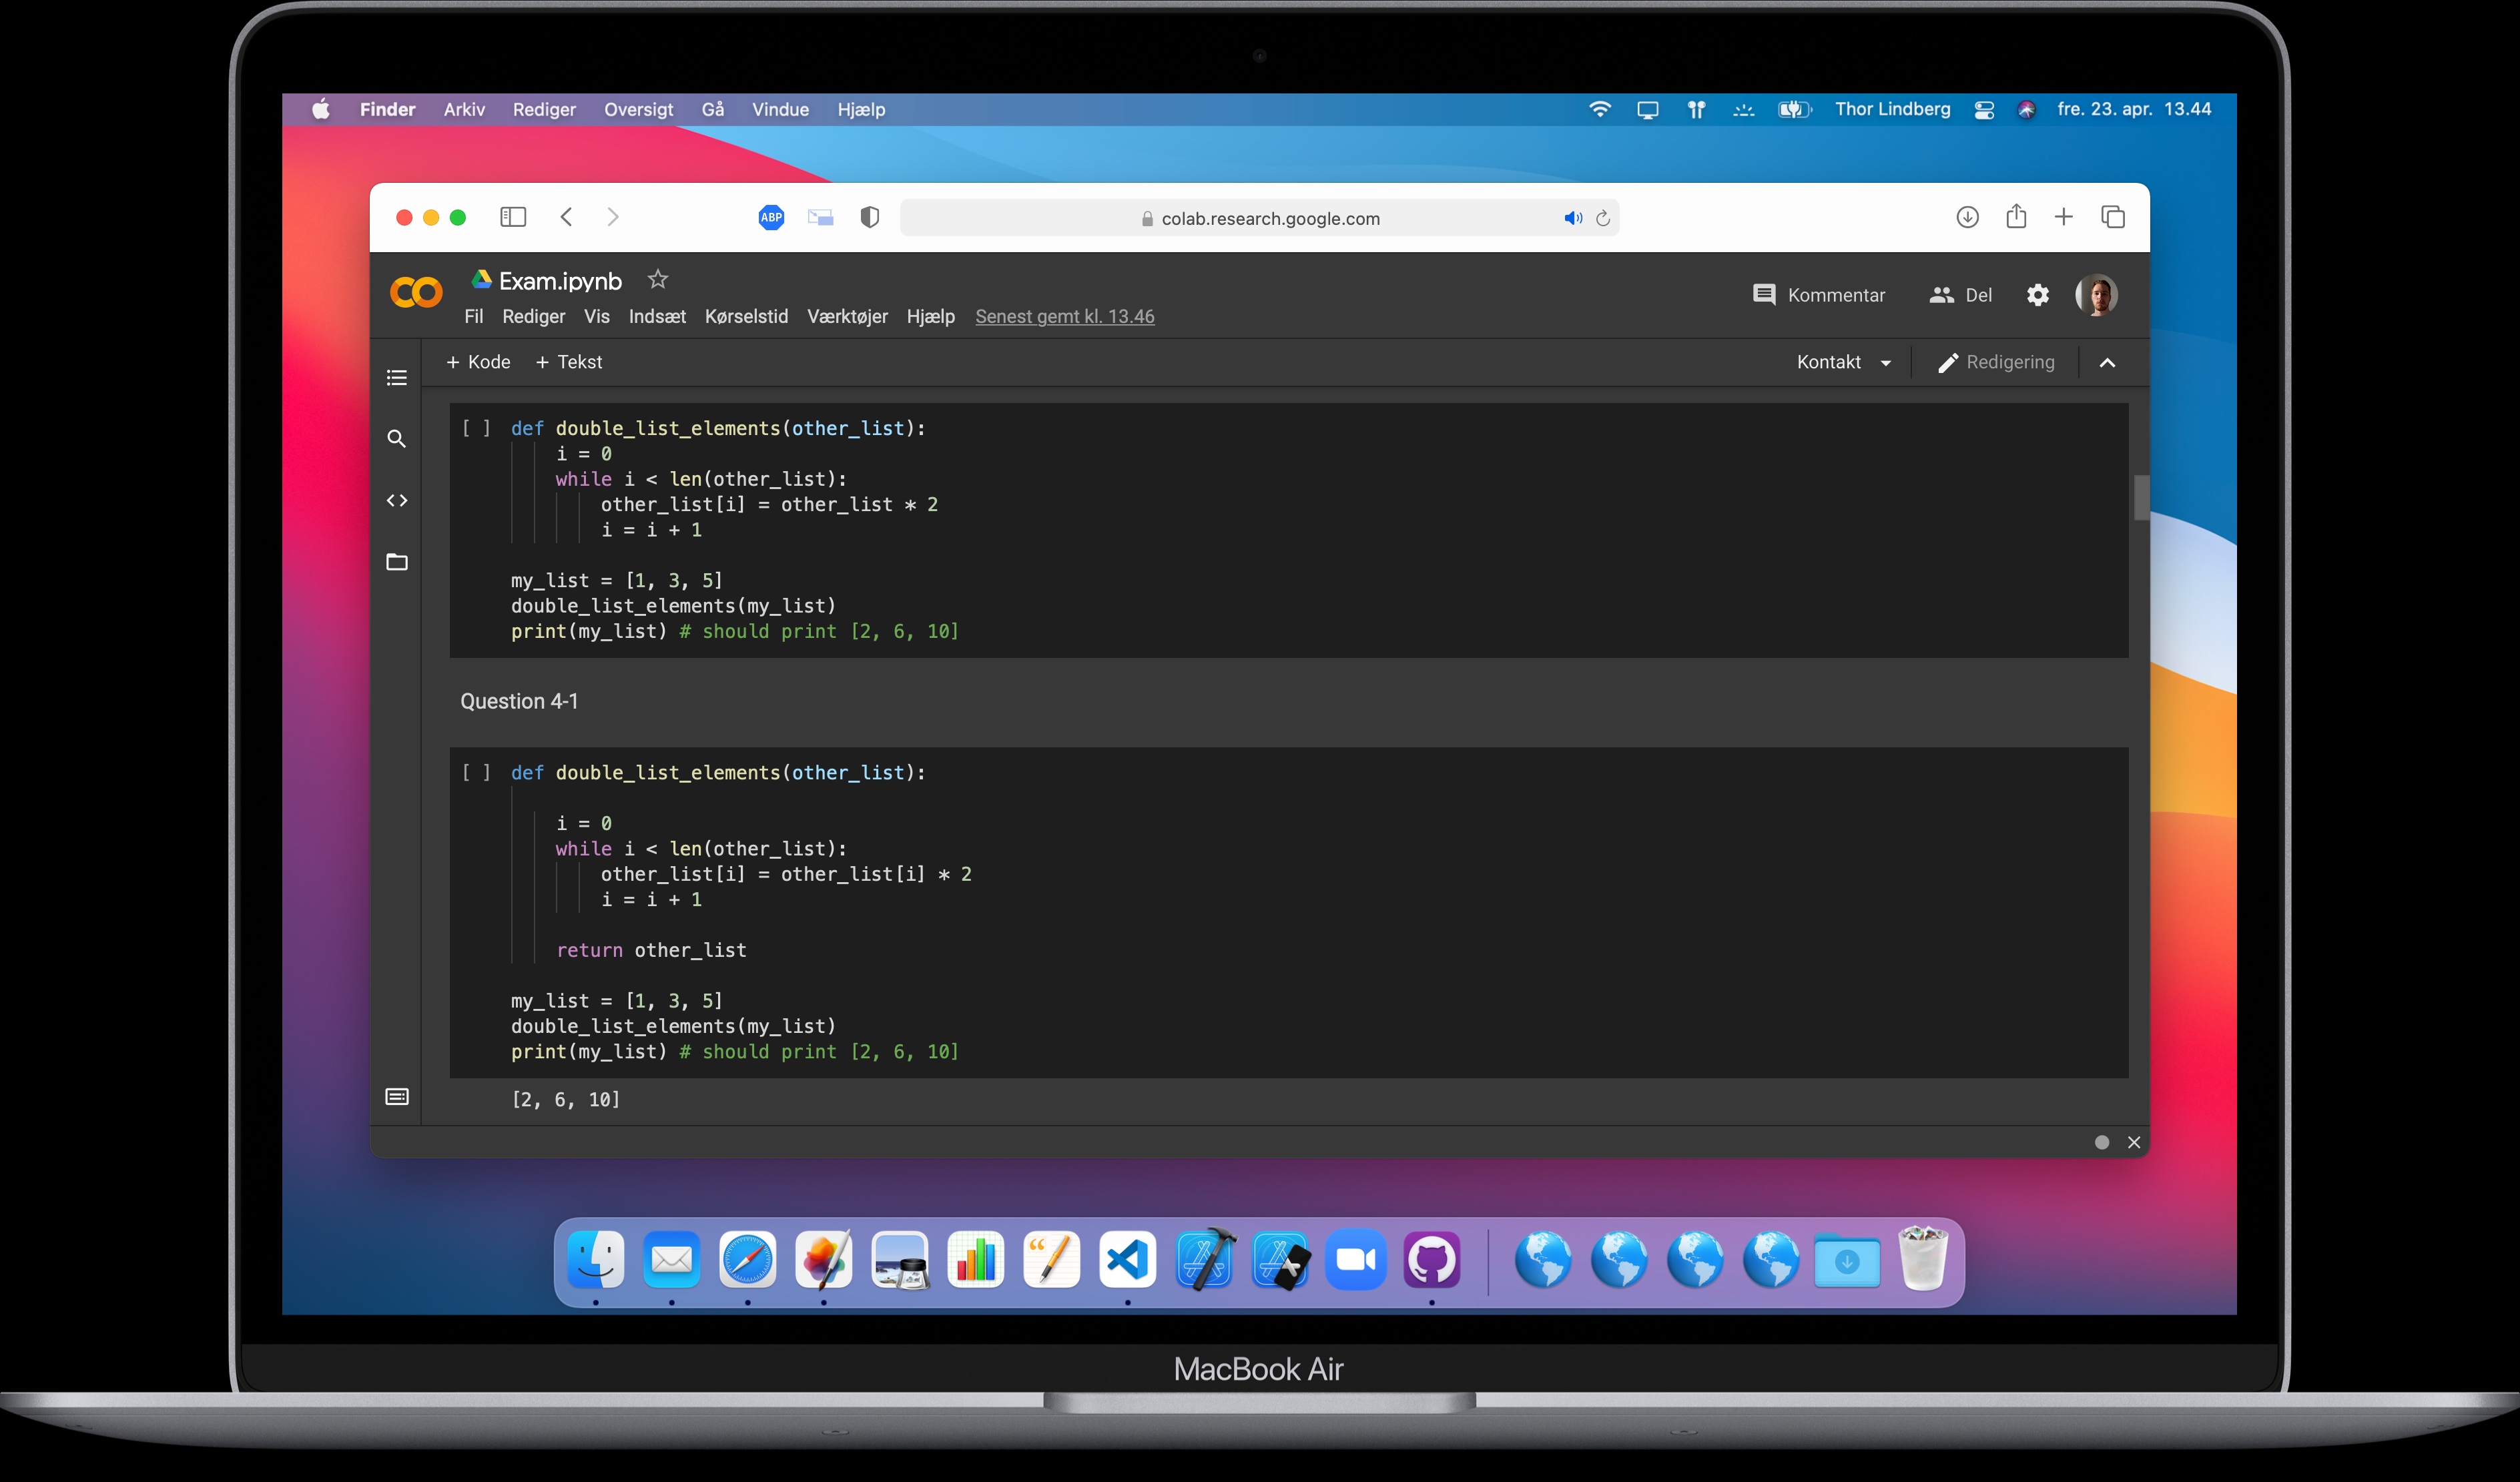 Finder Arkiv Rediger Oversigt Gå Vindue Hjælp Thor Lindberg fre. 23. apr. 13.44
ABP colab.research.google.com
Exam.ipynb
Kommentar Del
Fil Rediger Vis Indsæt Kørselstid Værktøjer Hjælp Senest gemt kl. 13.46
+ Kode + Tekst Kontakt Redigering
[ ] def double_list_elements(other_list):
i = 0
while i < len(other_list):
other_list[i] = other_list * 2
i = i + 1
my_list = [1, 3, 5]
double_list_elements(my_list)
print(my_list) # should print [2, 6, 10]
Question 4-1
[ ] def double_list_elements(other_list):
i = 0
while i < len(other_list):
other_list[i] = other_list[i] * 2
i = i + 1
return other_list
my_list = [1, 3, 5]
double_list_elements(my_list)
print(my_list) # should print [2, 6, 10]
[2, 6, 10]
MacBook Air